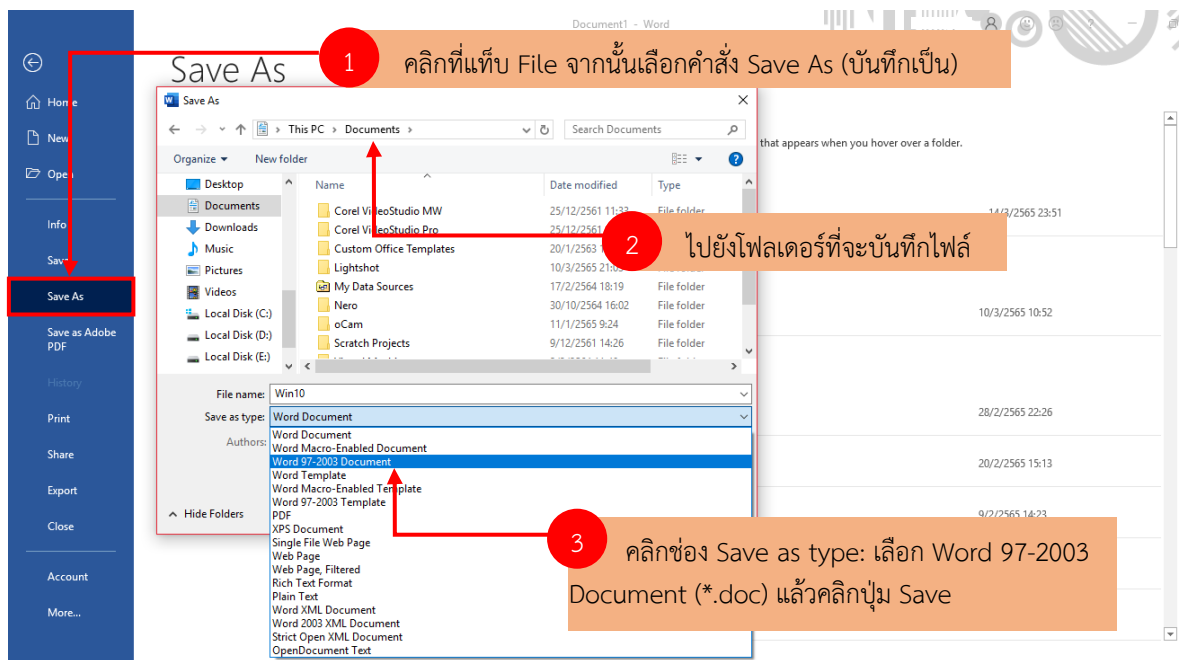 Document1 - Word
Save As
1 คลิกที่แท็บ File จากนั้นเลือกคำสั่ง Save As (บันทึกเป็น)
Home
New
Open
Info
Save
Save As
Save as Adobe
PDF
History
Print
Share
Export
Close
Account
More...
Save As
This PC > Documents >
Search Documents
that appears when you hover over a folder.
Organize
New folder
Desktop
Documents
Downloads
Music
Pictures
Videos
Local Disk (C:)
Local Disk (D:)
Local Disk (E:)
Name Date modified Type
Corel VideoStudio MW 25/12/2561 11:33 File folder
Corel VideoStudio Pro 25/12/2561
Custom Office Templates 20/1/2563
Lightshot 10/3/2565 21:03
My Data Sources 17/2/2564 18:19 File folder
Nero 30/10/2564 16:02 File folder
oCam 11/1/2565 9:24 File folder
Scratch Projects 9/12/2561 14:26 File folder
14/3/2565 23:51
2 ไปยังโฟลเดอร์ที่จะบันทึกไฟล์
10/3/2565 10:52
File name: Win10
Save as type: Word Document
Authors:
Word Document
Word Macro-Enabled Document
Word 97-2003 Document
Word Template
Word Macro-Enabled Template
Word 97-2003 Template
PDF
XPS Document
Single File Web Page
Web Page
Web Page, Filtered
Rich Text Format
Plain Text
Word XML Document
Word 2003 XML Document
Strict Open XML Document
OpenDocument Text
Hide Folders
28/2/2565 22:26
20/2/2565 15:13
9/2/2565 14:23
3 คลิกช่อง Save as type: เลือก Word 97-2003
Document (*.doc) แล้วคลิกปุ่ม Save